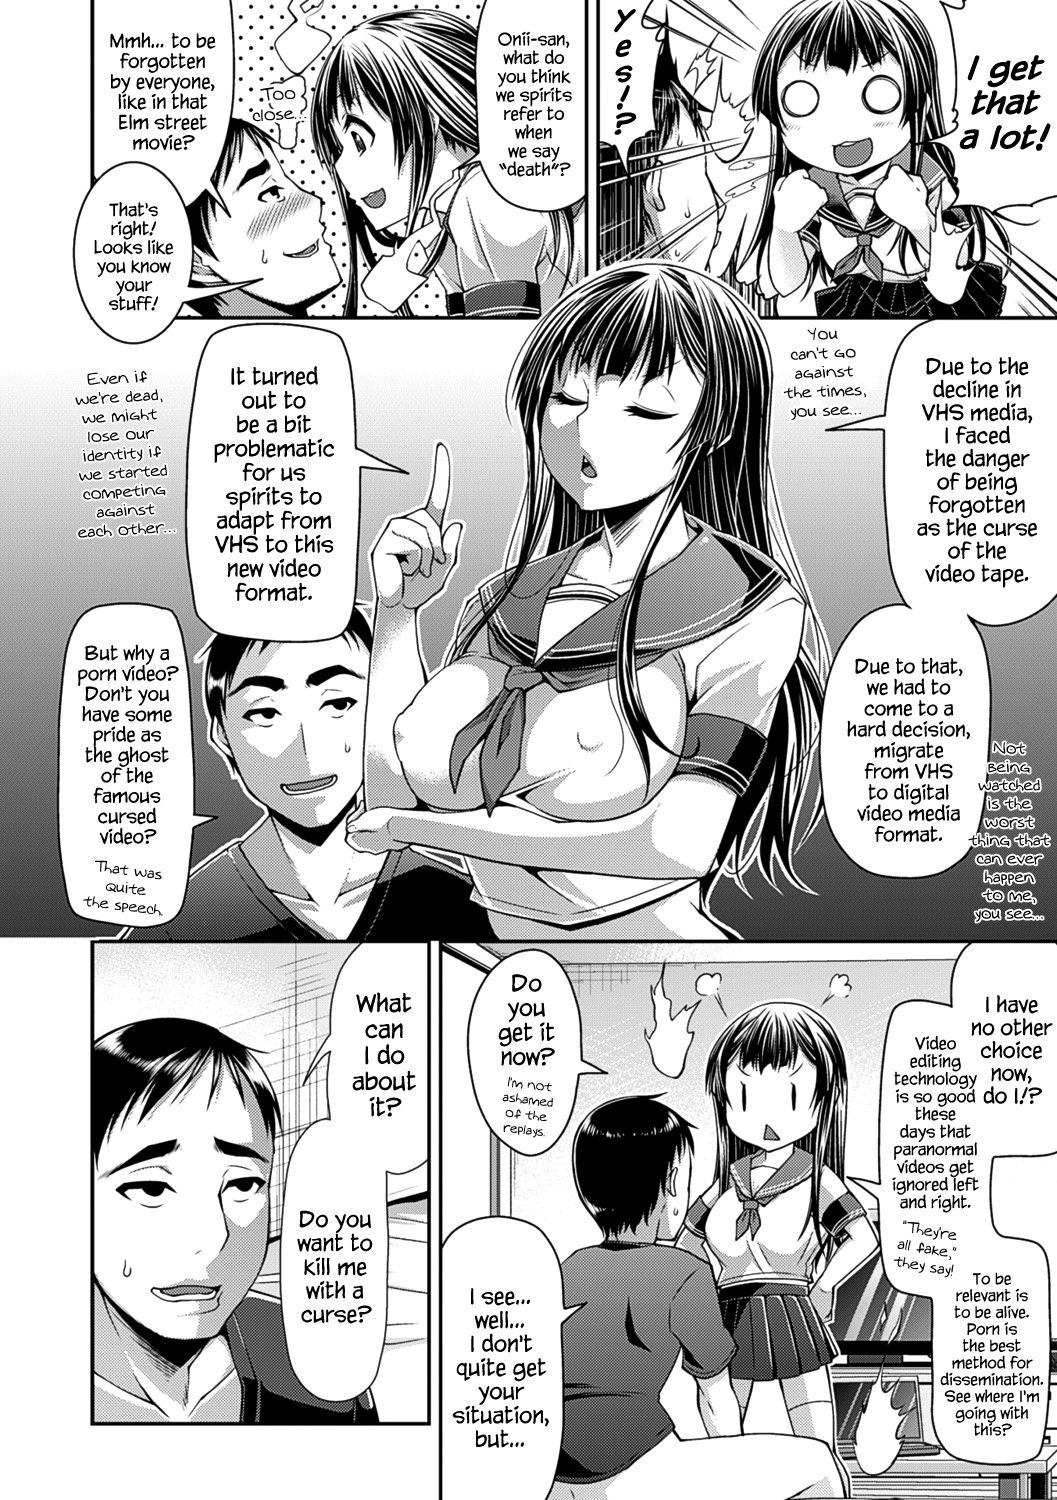 I get
that
a lot!
Yes!?
Onii-san,
what do
you think
we spirits
refer to
when
we say
"death"?
Too
close...
Mmh... to be
forgotten
by everyone,
like in that
Elm street
movie?
That's
right!
Looks like
you know
your
stuff!
Due to the
decline in
VHS media,
I faced
the danger
of being
forgotten
as the curse
of the
video tape.
You
can't go
against
the times,
you see...
Due to that,
we had to
come to a
hard decision,
migrate
from VHS
to digital
video media
format.
Not
being
watched
is the
worst
thing that
can ever
happen
to me,
you see...
It turned
out to
be a bit
problematic
for us
spirits to
adapt from
VHS to this
new video
format.
Even if
we're dead,
we might
lose our
identity if
we started
competing
against
each other...
But why a
porn video?
Don't you
have some
pride as
the ghost
of the
famous
cursed
video?
That was
quite
the speech.
I have
no other
choice
now,
do I!?
Video
editing
technology
is so good
these
days that
paranormal
videos get
ignored left
and right.
"They're
all fake,"
they say!
To be
relevant is
to be alive.
Porn is
the best
method for
dissemination.
See where I'm
going with
this?
Do
you
get it
now?
I'm not
ashamed
of the
replays.
I see...
well...
I don't
quite get
your
situation,
but...
What
can
I do
about
it?
Do you
want to
kill me
with a
curse?